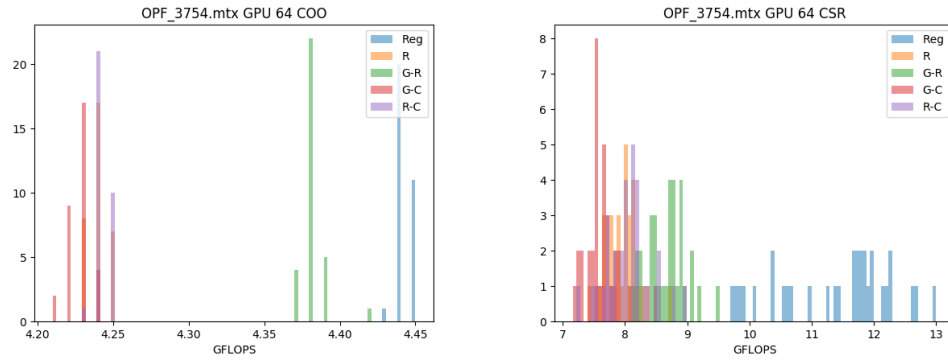 OPF_3754.mtx GPU 64 COO
Reg
R
G-R
G-C
R-C
20
15
10
5
0
4.20 4.25 4.30 4.35 4.40 4.45
GFLOPS
OPF_3754.mtx GPU 64 CSR
Reg
R
G-R
G-C
R-C
8
7
6
5
4
3
2
1
0
7 8 9 10 11 12 13
GFLOPS